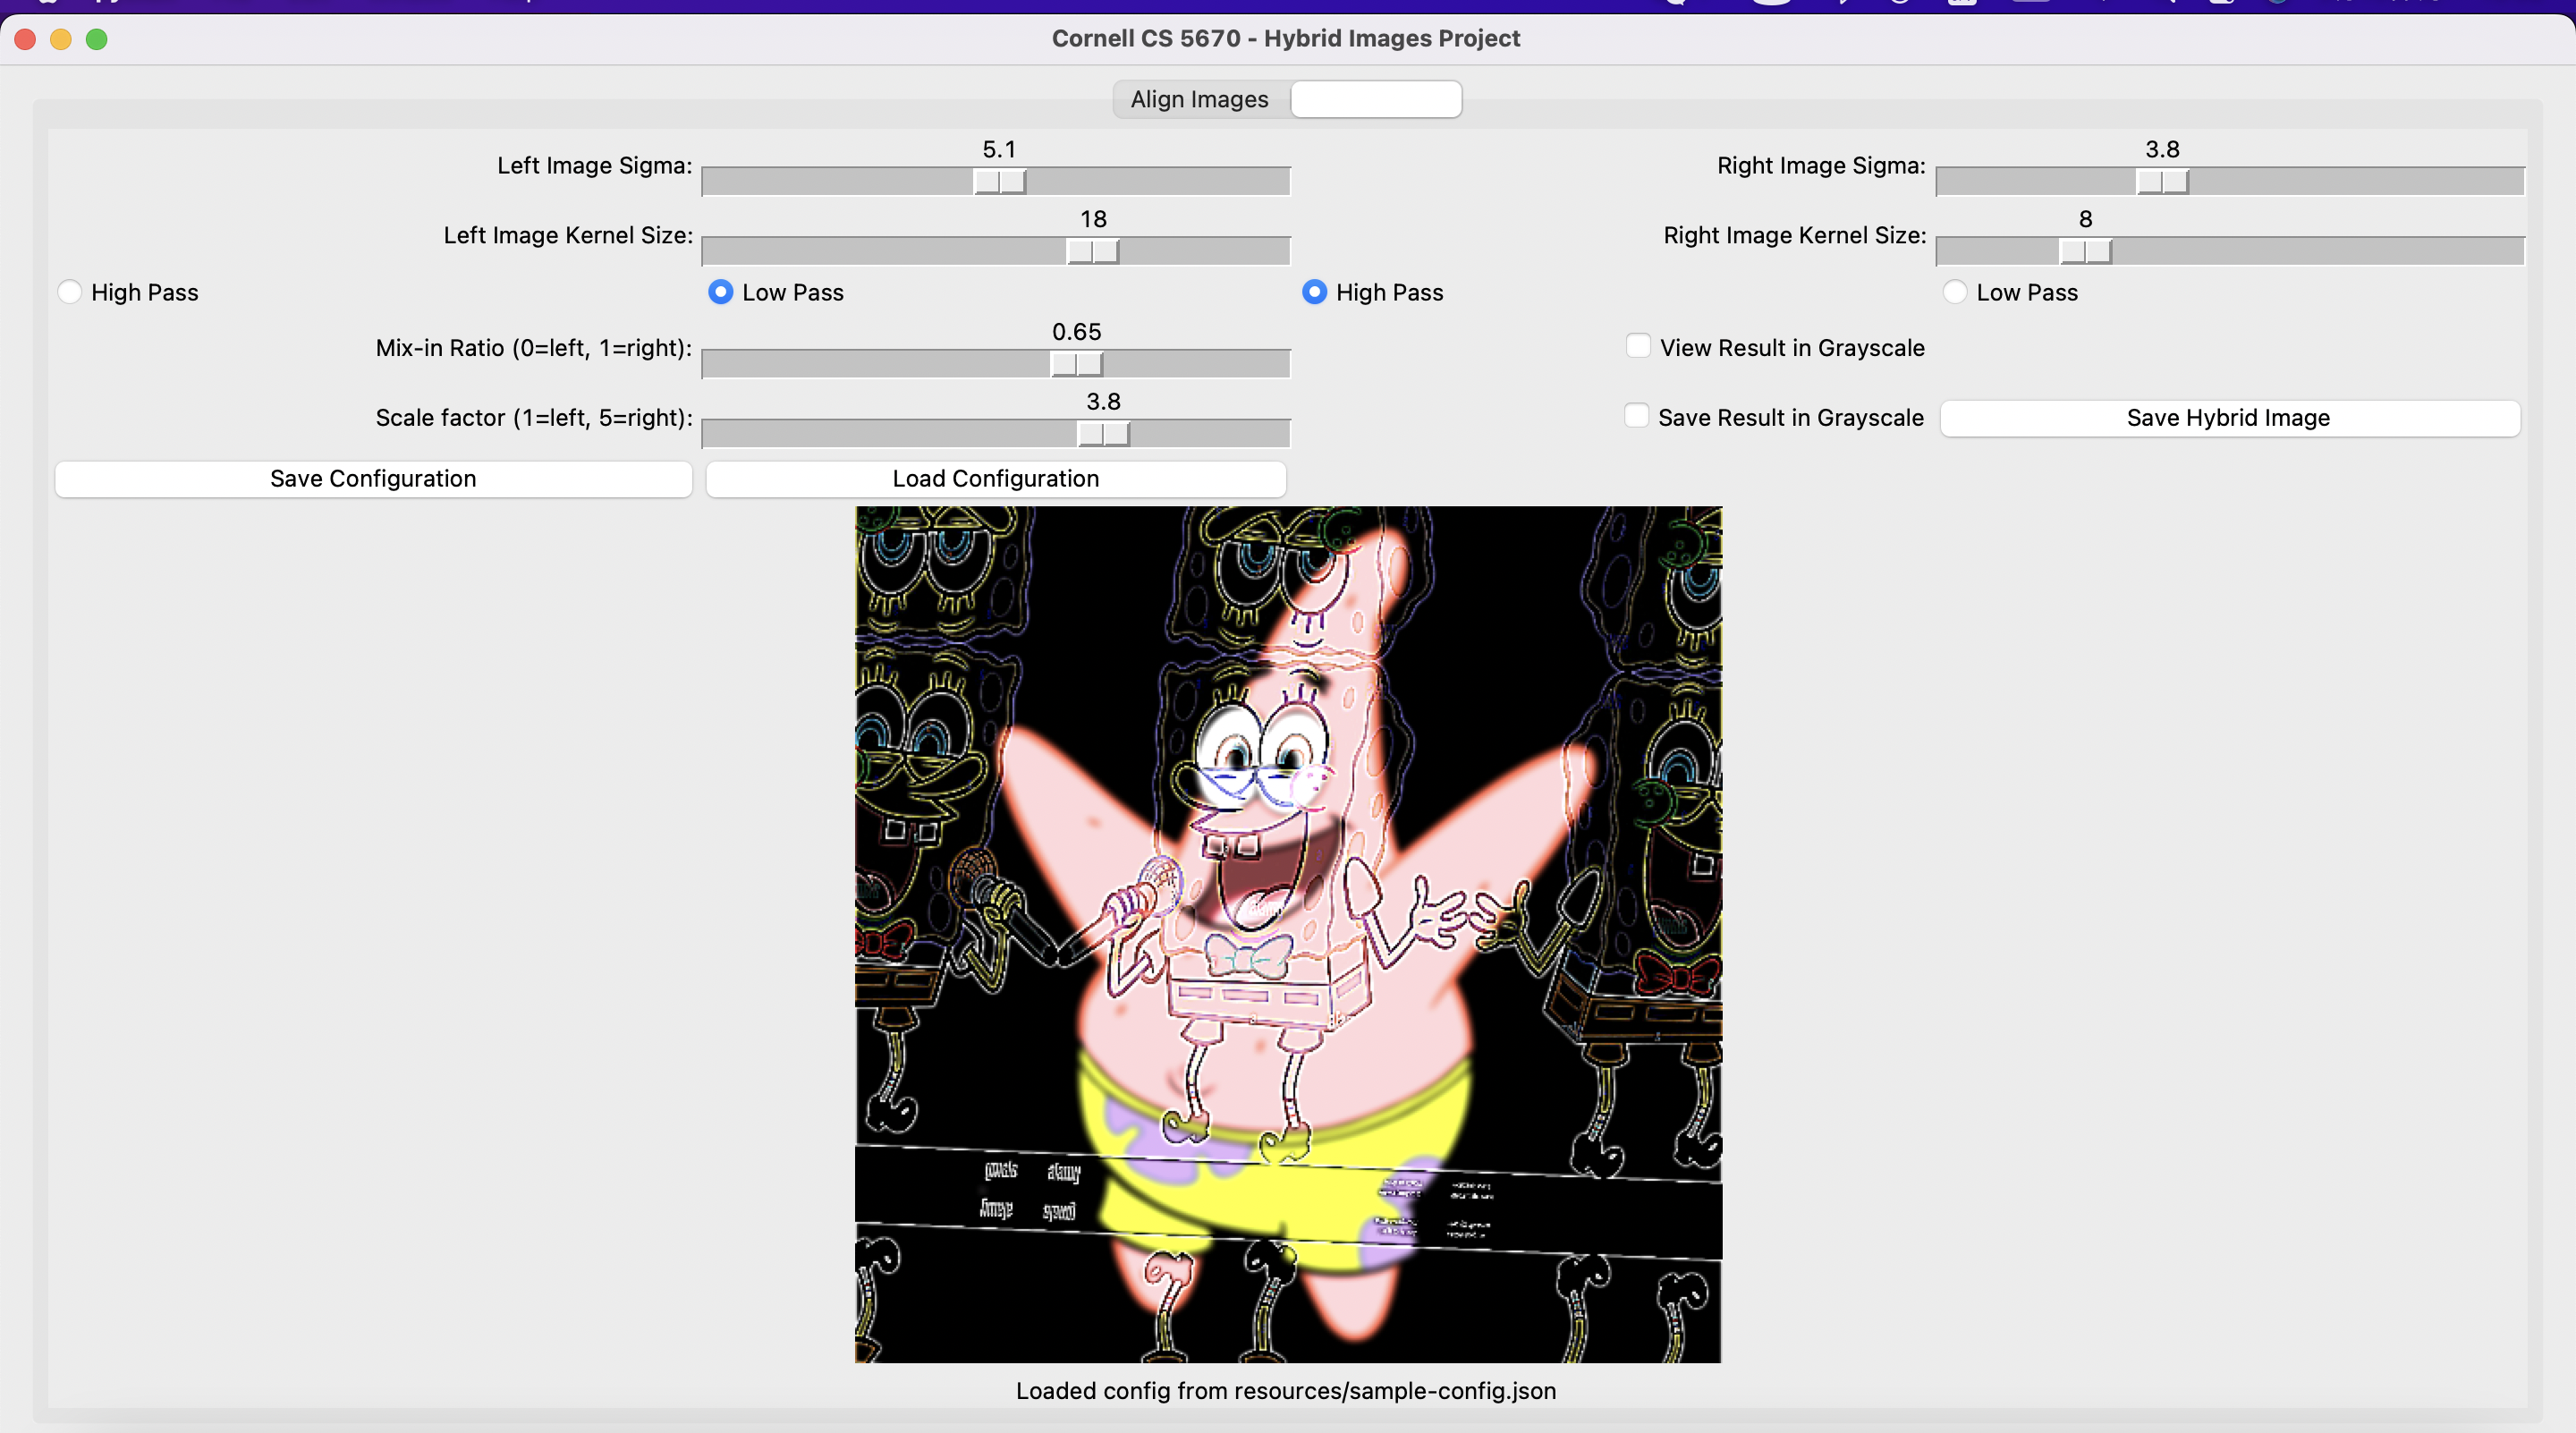 Cornell CS 5670 - Hybrid Images Project
Align Images
5.1
Left Image Sigma:
3.8
Right Image Sigma:
18
Left Image Kernel Size:
8
Right Image Kernel Size:
High Pass
Low Pass
High Pass
Low Pass
0.65
Mix-in Ratio (0=left, 1=right):
View Result in Grayscale
3.8
Scale factor (1=left, 5=right):
Save Result in Grayscale
Save Hybrid Image
Save Configuration
Load Configuration
Loaded config from resources/sample-config.json